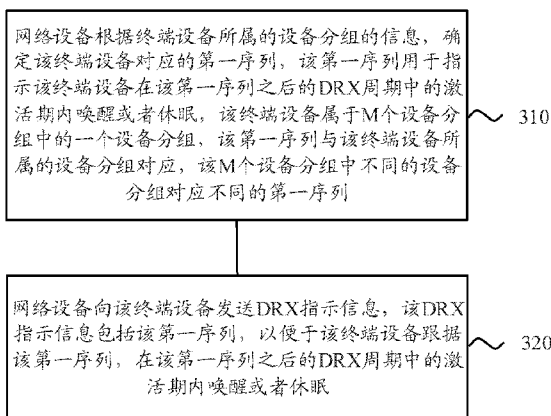 网络设备根据终端设备所属的设备分组的信息，确
定该终端设备对应的第一序列，该第一序列用于指
示该终端设备在该第一序列之后的DRX周期中的激
活期内唤醒或者休眠，该终端设备属于M个设备分
组中的一个设备分组，该第一序列与该终端设备所
属的设备分组对应，该M个设备分组中不同的设备
分组对应不同的第一序列
310
网络设备向该终端设备发送DRX指示信息，该DRX
指示信息包括该第一序列，以便于该终端设备跟据
该第一序列，在该第一序列之后的DRX周期中的激
活期内唤醒或者休眠
320